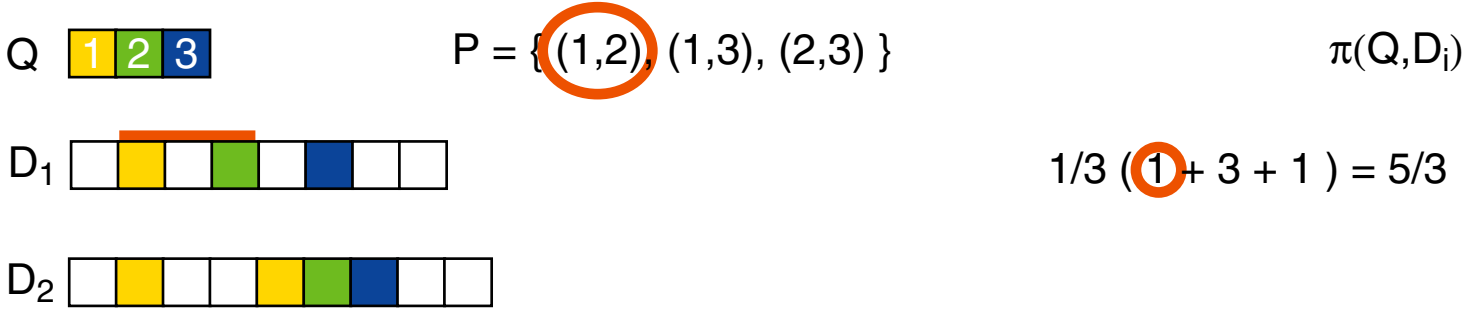 Q 1 2 3 P = { (1,2), (1,3), (2,3) } π(Q,Dᵢ)
D₁ 1/3 ( 1 + 3 + 1 ) = 5/3
D₂